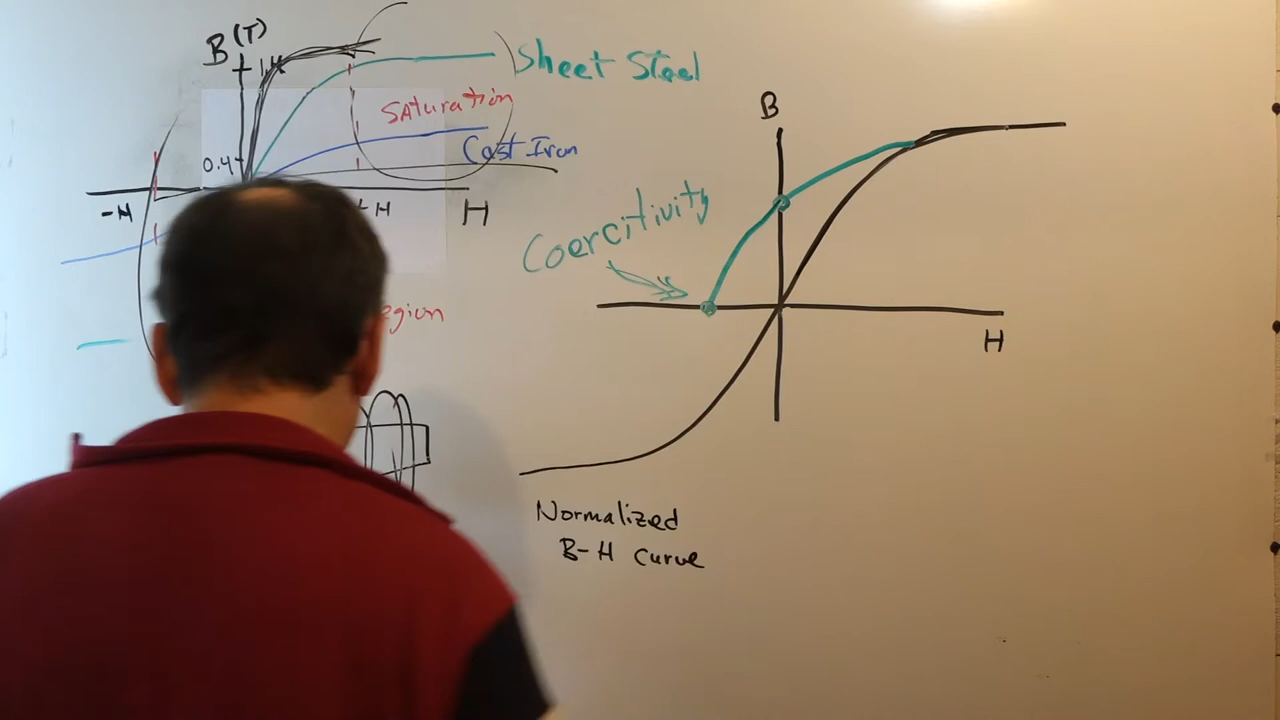 B (T)
Sheet Steel
Saturation
0.4
Cast Iron
-H
H
H
egion
B
Coercitivity
H
Normalized
B-H curve